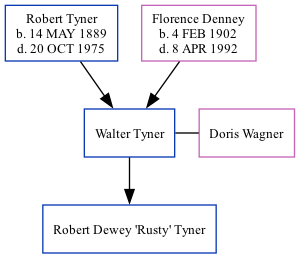 Robert Tyner
b. 14 MAY 1889
d. 20 OCT 1975
Florence Denney
b. 4 FEB 1902
d. 8 APR 1992
Walter Tyner
Doris Wagner
Robert Dewey 'Rusty' Tyner